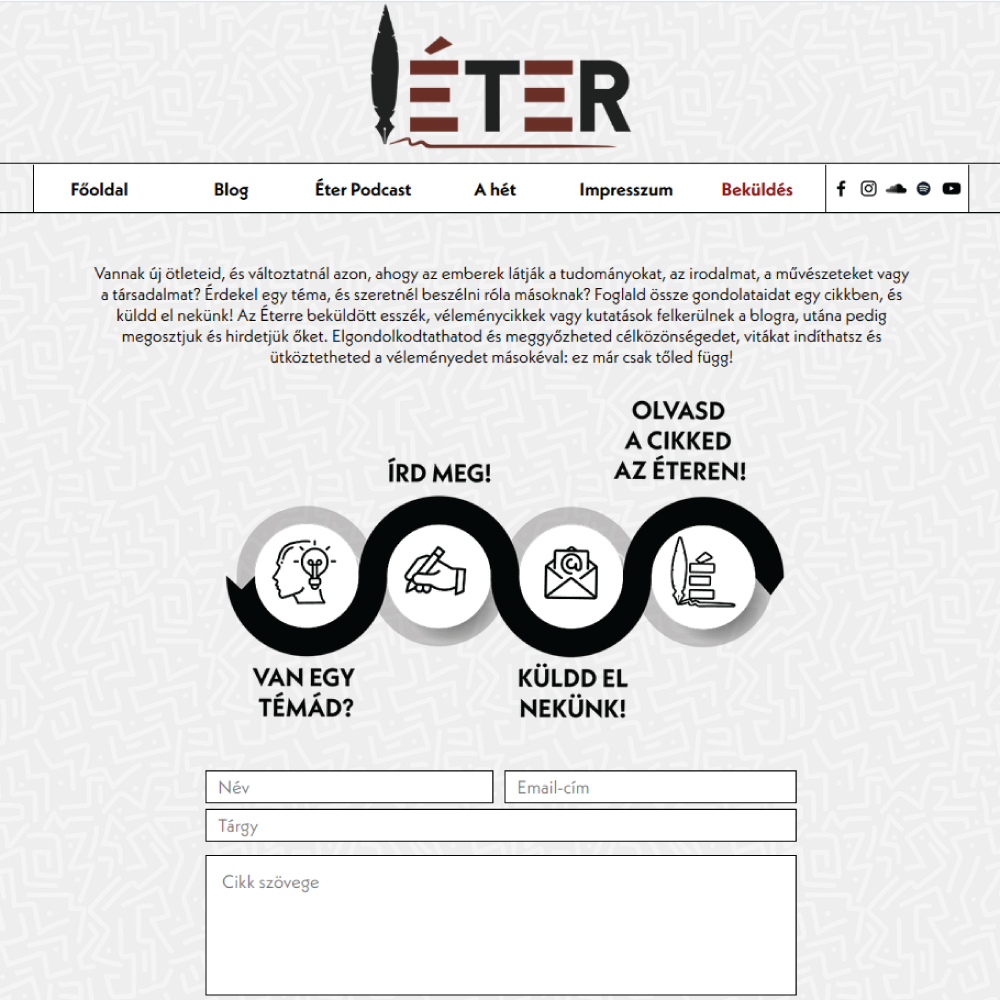 ÉTER
Főoldal Blog Éter Podcast A hét Impresszum Beküldés
Vannak új ötleteid, és változtatnál azon, ahogy az emberek látják a tudományokat, az irodalmat, a művészeteket vagy
a társadalmat? Érdekel egy téma, és szeretnél beszélni róla másoknak? Foglald össze gondolataidat egy cikkben, és
küldd el nekünk! Az Éterre beküldött esszék, véleménycikkek vagy kutatások felkerülnek a blogra, utána pedig
megosztjuk és hirdetjük őket. Elgondolkodtathatod és meggyőzheted célközönségedet, vitákat indíthatsz és
ütköztetheted a véleményedet másokéval: ez már csak tőled függ!
OLVASD
A CIKKED
AZ ÉTEREN!
ÍRD MEG!
VAN EGY
TÉMÁD?
KÜLDD EL
NEKÜNK!
Név
Email-cím
Tárgy
Cikk szövege